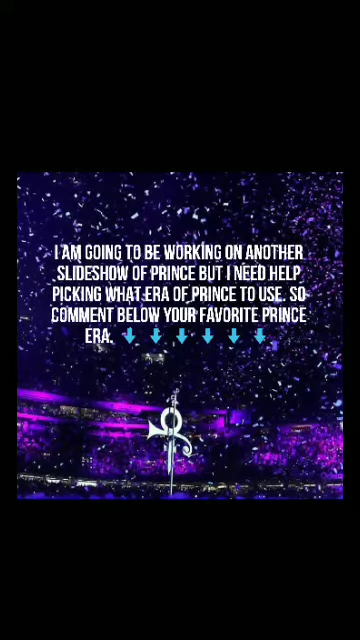 I AM GOING TO BE WORKING ON ANOTHER
SLIDESHOW OF PRINCE BUT I NEED HELP
PICKING WHAT ERA OF PRINCE TO USE. SO
COMMENT BELOW YOUR FAVORITE PRINCE
ERA.